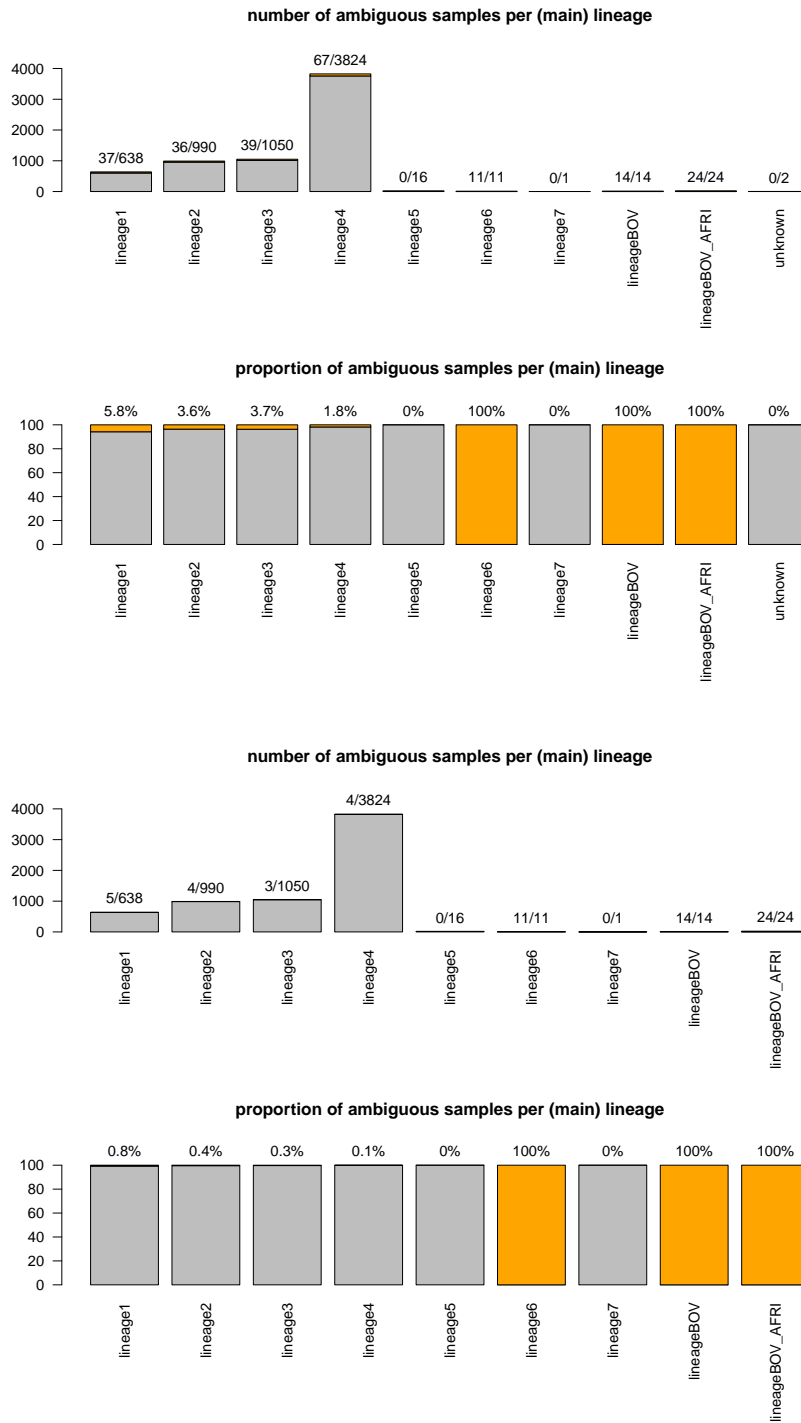 number of ambiguous samples per (main) lineage
67/3824
4000
3000
2000
37/638 36/990 39/1050
1000
0/16 11/11 0/1 14/14 24/24 0/2
0
lineage1 lineage2 lineage3 lineage4 lineage5 lineage6 lineage7 lineageBOV lineageBOV_AFRI unknown
proportion of ambiguous samples per (main) lineage
5.8% 3.6% 3.7% 1.8% 0% 100% 0% 100% 100% 0%
100
80
60
40
20
0
lineage1 lineage2 lineage3 lineage4 lineage5 lineage6 lineage7 lineageBOV lineageBOV_AFRI unknown
number of ambiguous samples per (main) lineage
4/3824
4000
3000
2000
5/638 4/990 3/1050
1000
0/16 11/11 0/1 14/14 24/24
0
lineage1 lineage2 lineage3 lineage4 lineage5 lineage6 lineage7 lineageBOV lineageBOV_AFRI
proportion of ambiguous samples per (main) lineage
0.8% 0.4% 0.3% 0.1% 0% 100% 0% 100% 100%
100
80
60
40
20
0
lineage1 lineage2 lineage3 lineage4 lineage5 lineage6 lineage7 lineageBOV lineageBOV_AFRI